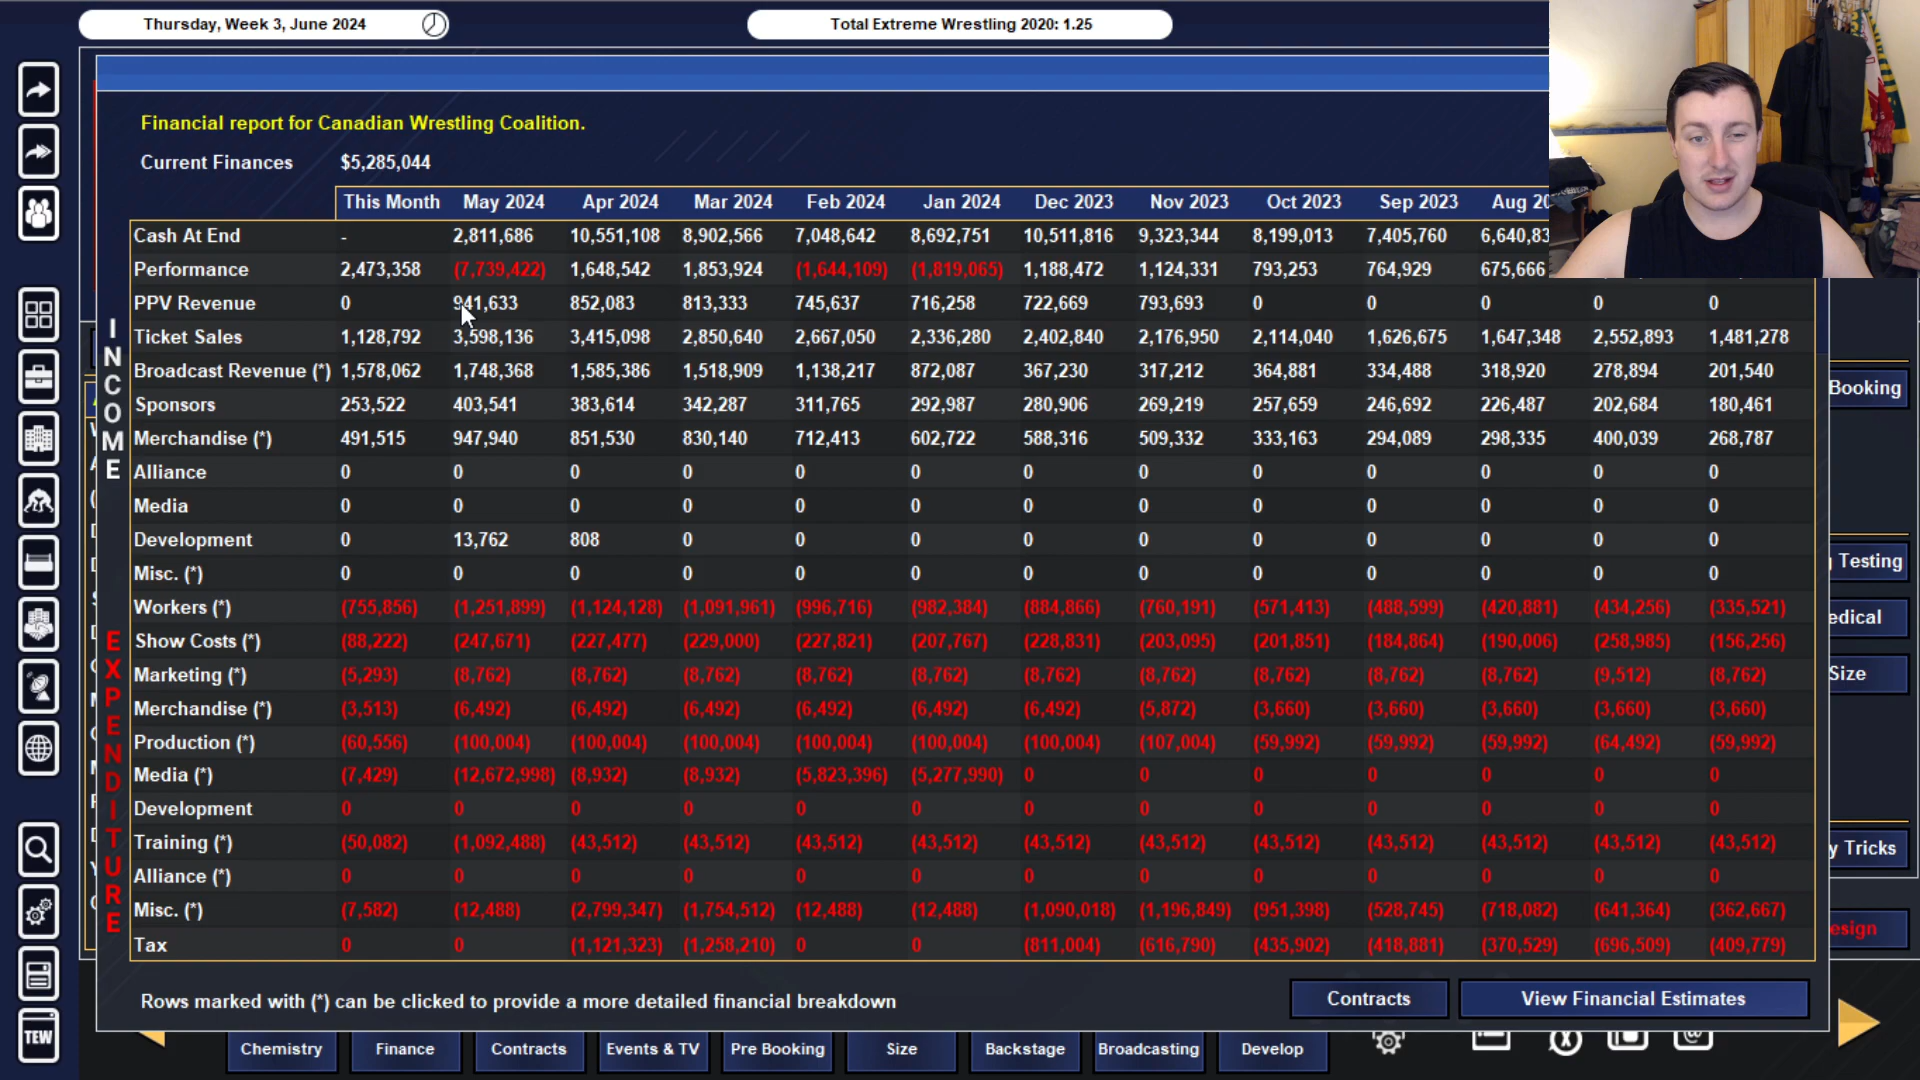 Thursday, Week 3, June 2024
Total Extreme Wrestling 2020: 1.25
Financial report for Canadian Wrestling Coalition.
Current Finances $5,285,044
This Month May 2024 Apr 2024 Mar 2024 Feb 2024 Jan 2024 Dec 2023 Nov 2023 Oct 2023 Sep 2023 Aug
INCOME
Cash At End - 2,811,686 10,551,108 8,902,566 7,048,642 8,692,751 10,511,816 9,323,344 8,199,013 7,405,760
Performance 2,473,358 (7,739,422) 1,648,542 1,853,924 (1,644,109) (1,819,065) 1,188,472 1,124,331 793,253 764,929 675,666
PPV Revenue 0 941,633 852,083 813,333 745,637 716,258 722,669 793,693 0 0 0 0 0
Ticket Sales 1,128,792 3,598,136 3,415,098 2,850,640 2,667,050 2,336,280 2,402,840 2,176,950 2,114,040 1,626,675 1,647,348 2,552,893 1,481,278
Broadcast Revenue (*) 1,578,062 1,748,368 1,585,386 1,518,909 1,138,217 872,087 367,230 317,212 364,881 334,488 318,920 278,894 201,540
Sponsors 253,522 403,541 383,614 342,287 311,765 292,987 280,906 269,219 257,659 246,692 226,487 202,684 180,461
Merchandise (*) 491,515 947,940 851,530 830,140 712,413 602,722 588,316 509,332 333,163 294,089 298,335 400,039 268,787
Alliance 0 0 0 0 0 0 0 0 0 0 0 0 0
Media 0 0 0 0 0 0 0 0 0 0 0 0 0
Development 0 13,762 808 0 0 0 0 0 0 0 0 0 0
Misc. (*) 0 0 0 0 0 0 0 0 0 0 0 0 0
EXPENDITURE
Workers (*) (755,856) (1,251,899) (1,124,128) (1,091,961) (996,716) (982,384) (884,866) (760,191) (571,413) (488,599) (420,881) (434,256) (335,521)
Show Costs (*) (88,222) (247,671) (227,477) (229,000) (227,821) (207,767) (228,831) (203,095) (201,851) (184,864) (190,006) (258,985) (156,256)
Marketing (*) (5,293) (8,762) (8,762) (8,762) (8,762) (8,762) (8,762) (8,762) (8,762) (8,762) (8,762) (9,512) (8,762)
Merchandise (*) (3,513) (6,492) (6,492) (6,492) (6,492) (6,492) (6,492) (5,872) (3,660) (3,660) (3,660) (3,660) (3,660)
Production (*) (60,556) (100,004) (100,004) (100,004) (100,004) (100,004) (100,004) (107,004) (59,992) (59,992) (59,992) (64,492) (59,992)
Media (*) (7,429) (12,672,998) (8,932) (8,932) (5,823,396) (5,277,990) 0 0 0 0 0 0 0
Development 0 0 0 0 0 0 0 0 0 0 0 0 0
Training (*) (50,082) (1,092,488) (43,512) (43,512) (43,512) (43,512) (43,512) (43,512) (43,512) (43,512) (43,512) (43,512) (43,512)
Alliance (*) 0 0 0 0 0 0 0 0 0 0 0 0 0
Misc. (*) (7,582) (12,488) (2,799,347) (1,754,512) (12,488) (12,488) (1,090,018) (1,196,849) (951,398) (528,745) (718,082) (641,364) (362,667)
Tax 0 0 (1,121,323) (1,258,210) 0 0 (811,004) (616,790) (435,902) (418,881) (370,529) (696,509) (409,779)
Rows marked with (*) can be clicked to provide a more detailed financial breakdown
Contracts
View Financial Estimates
Booking
Testing
edical
Size
y Tricks
esign
TEW
Chemistry Finance Contracts Events & TV Pre Booking Size Backstage Broadcasting Develop